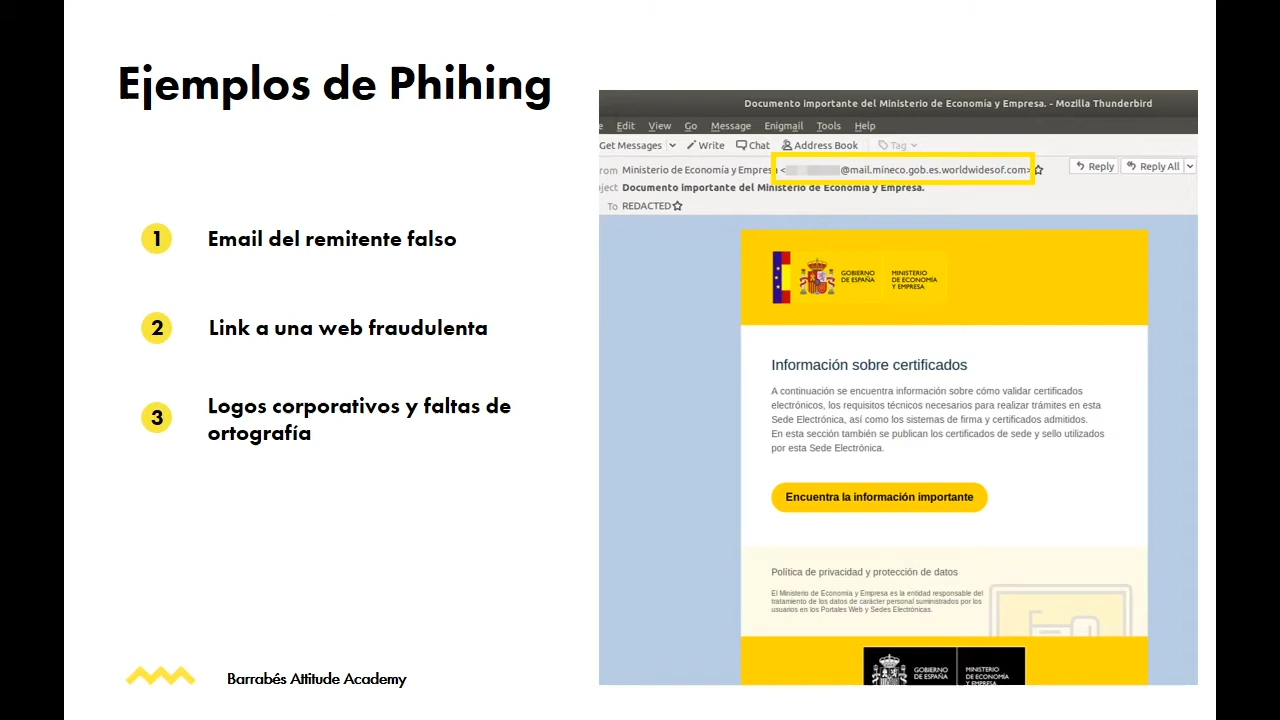 Ejemplos de Phihing
1 Email del remitente falso
2 Link a una web fraudulenta
3 Logos corporativos y faltas de
ortografía
Barrabés Attitude Academy
Documento importante del Ministerio de Economía y Empresa. - Mozilla Thunderbird
e Edit View Go Message Enigmail Tools Help
Get Messages Write Chat Address Book Tag
rom Ministerio de Economía y Empresa < @mail.mineco.gob.es.worldwidesof.com> Reply Reply All
ject Documento importante del Ministerio de Economía y Empresa.
To REDACTED
GOBIERNO MINISTERIO
DE ESPAÑA DE ECONOMÍA
Y EMPRESA
Información sobre certificados
A continuación se encuentra información sobre cómo validar certificados
electrónicos, los requisitos técnicos necesarios para realizar trámites en esta
Sede Electrónica, así como los sistemas de firma y certificados admitidos.
En esta sección también se publican los certificados de sede y sello utilizados
por esta Sede Electrónica.
Encuentra la información importante
Política de privacidad y protección de datos
El Ministerio de Economía y Empresa es la entidad responsable del
tratamiento de los datos de carácter personal suministrados por los
usuarios en los Portales Web y Sedes Electrónicas.
GOBIERNO MINISTERIO
DE ESPAÑA DE ECONOMÍA